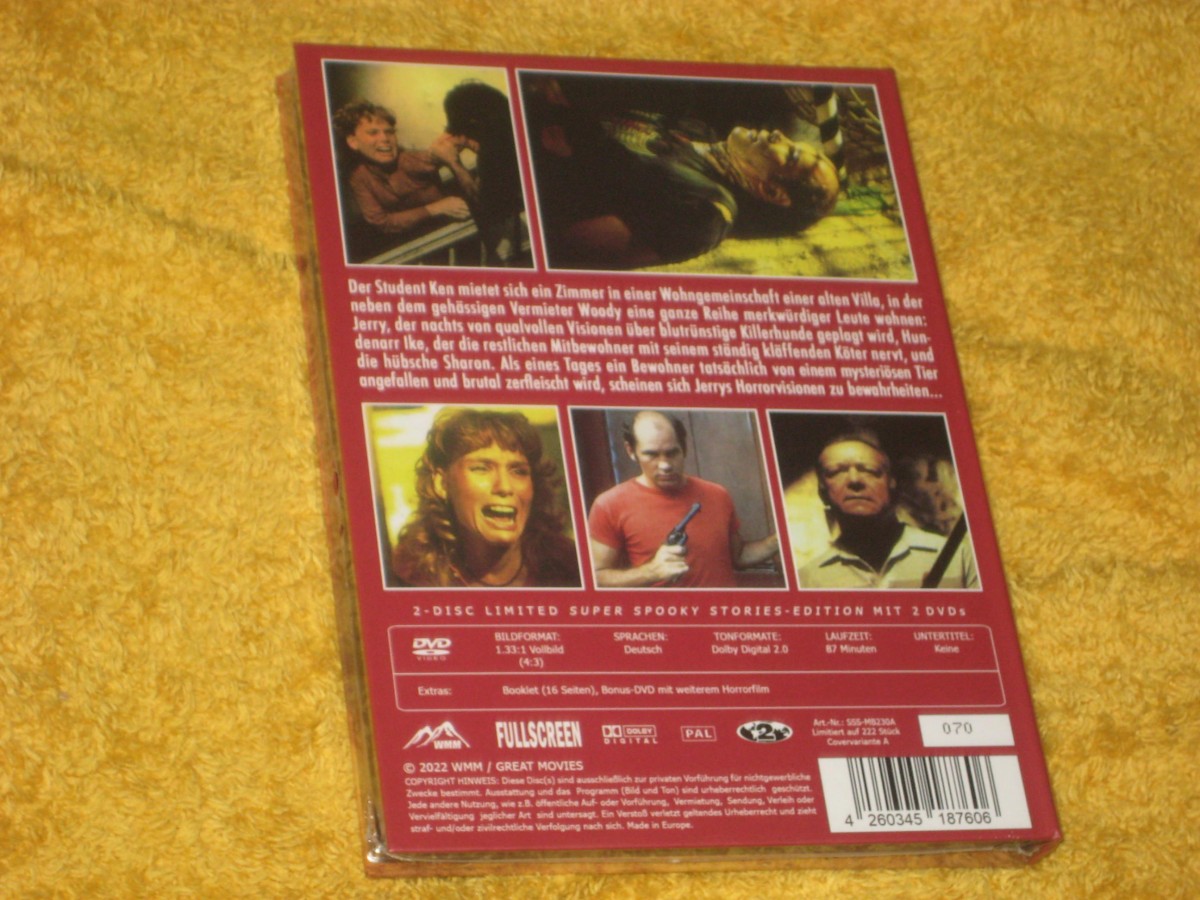 Der Student Ken mietet sich ein Zimmer in einer Wohngemeinschaft einer alten Villa, in der
neben dem gehässigen Vermieter Woody eine ganze Reihe merkwürdiger Leute wohnen:
Jerry, der nachts von qualvollen Visionen über blutrünstige Killerhunde geplagt wird, Hun-
denarr Ike, der die restlichen Mitbewohner mit seinem ständig kläffenden Köter nervt, und
die hübsche Sharon. Als eines Tages ein Bewohner tatsächlich von einem mysteriösen Tier
angefallen und brutal zerfleischt wird, scheinen sich Jerrys Horrorvisionen zu bewahrheiten...
2-DISC LIMITED SUPER SPOOKY STORIES-EDITION MIT 2 DVDs
DVD VIDEO
BILDFORMAT:
1.33:1 Vollbild
(4:3)
SPRACHEN:
Deutsch
TONFORMATE:
Dolby Digital 2.0
LAUFZEIT:
87 Minuten
UNTERTITEL:
Keine
Extras: Booklet (16 Seiten), Bonus-DVD mit weiterem Horrorfilm
WMM
FULLSCREEN
DOLBY
DIGITAL
PAL
2
Art.-Nr.: SSS-MB230A
Limitiert auf 222 Stück
Covervariante A
070
© 2022 WMM / GREAT MOVIES
COPYRIGHT HINWEIS: Diese Disc(s) sind ausschließlich zur privaten Vorführung für nichtgewerbliche
Zwecke bestimmt. Ausstattung und das Programm (Bild und Ton) sind urheberrechtlich geschützt.
Jede andere Nutzung, wie z.B. öffentliche Auf- oder Vorführung, Vermietung, Sendung, Verleih oder
Vervielfältigung jeglicher Art sind untersagt. Ein Verstoß verletzt geltendes Urheberrecht und zieht
straf- und/oder zivilrechtliche Verfolgung nach sich. Made in Europe.
4 260345 187606